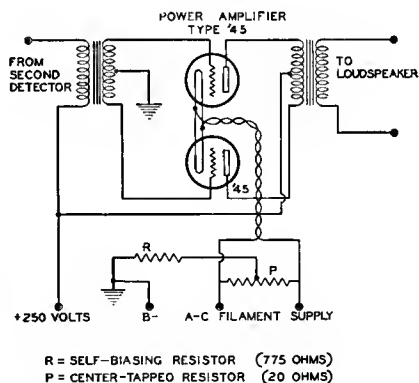 POWER AMPLIFIER
TYPE '45
FROM
SECOND
DETECTOR
TO
LOUDSPEAKER
'45
R
P
+250 VOLTS
B-
A-C FILAMENT SUPPLY
R = SELF-BIASING RESISTOR (775 OHMS)
P = CENTER-TAPPED RESISTOR (20 OHMS)